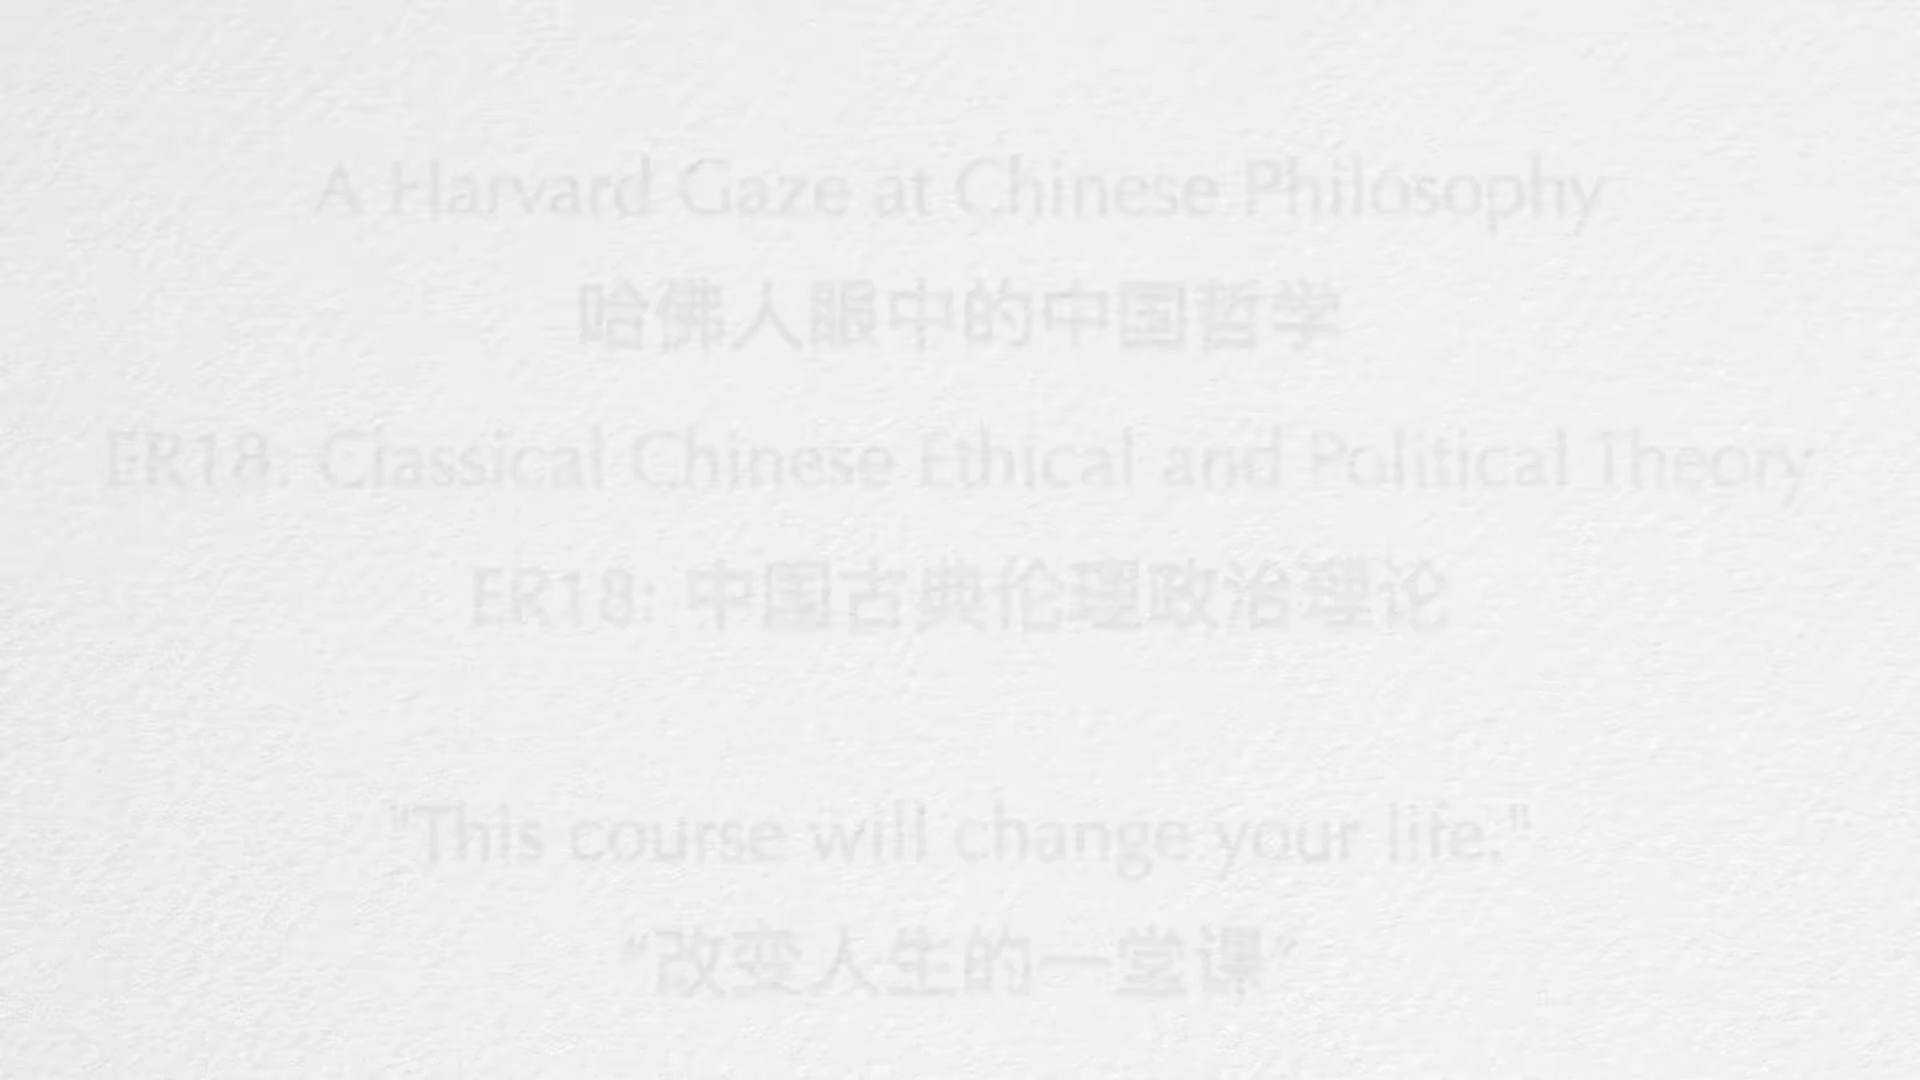 A Harvard Gaze at Chinese Philosophy
哈佛人眼中的中国哲学
ER18: Classical Chinese Ethical and Political Theory
ER18: 中国古典伦理政治理论
"This course will change your life."
“改变人生的一堂课”